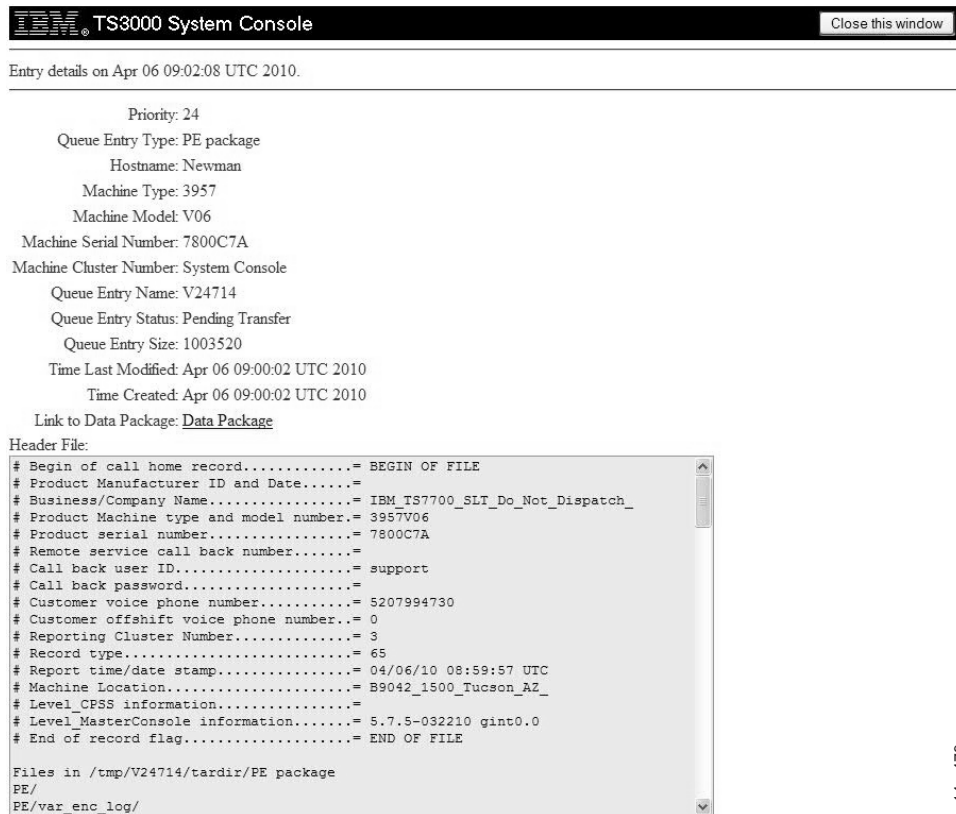 IBM® TS3000 System Console
Close this window
Entry details on Apr 06 09:02:08 UTC 2010.
Priority: 24
Queue Entry Type: PE package
Hostname: Newman
Machine Type: 3957
Machine Model: V06
Machine Serial Number: 7800C7A
Machine Cluster Number: System Console
Queue Entry Name: V24714
Queue Entry Status: Pending Transfer
Queue Entry Size: 1003520
Time Last Modified: Apr 06 09:00:02 UTC 2010
Time Created: Apr 06 09:00:02 UTC 2010
Link to Data Package: Data Package
Header File:
# Begin of call home record.............= BEGIN OF FILE
# Product Manufacturer ID and Date......=
# Business/Company Name.................= IBM_TS7700_SLT_Do_Not_Dispatch_
# Product Machine type and model number.= 3957V06
# Product serial number.................= 7800C7A
# Remote service call back number.......=
# Call back user ID.....................= support
# Call back password....................=
# Customer voice phone number...........= 5207994730
# Customer offshift voice phone number..= 0
# Reporting Cluster Number..............= 3
# Record type...........................= 65
# Report time/date stamp................= 04/06/10 08:59:57 UTC
# Machine Location......................= B9042_1500_Tucson_AZ_
# Level_CPSS information................=
# Level_MasterConsole information.......= 5.7.5-032210 gint0.0
# End of record flag....................= END OF FILE
Files in /tmp/V24714/tardir/PE package
PE/
PE/var_enc_log/